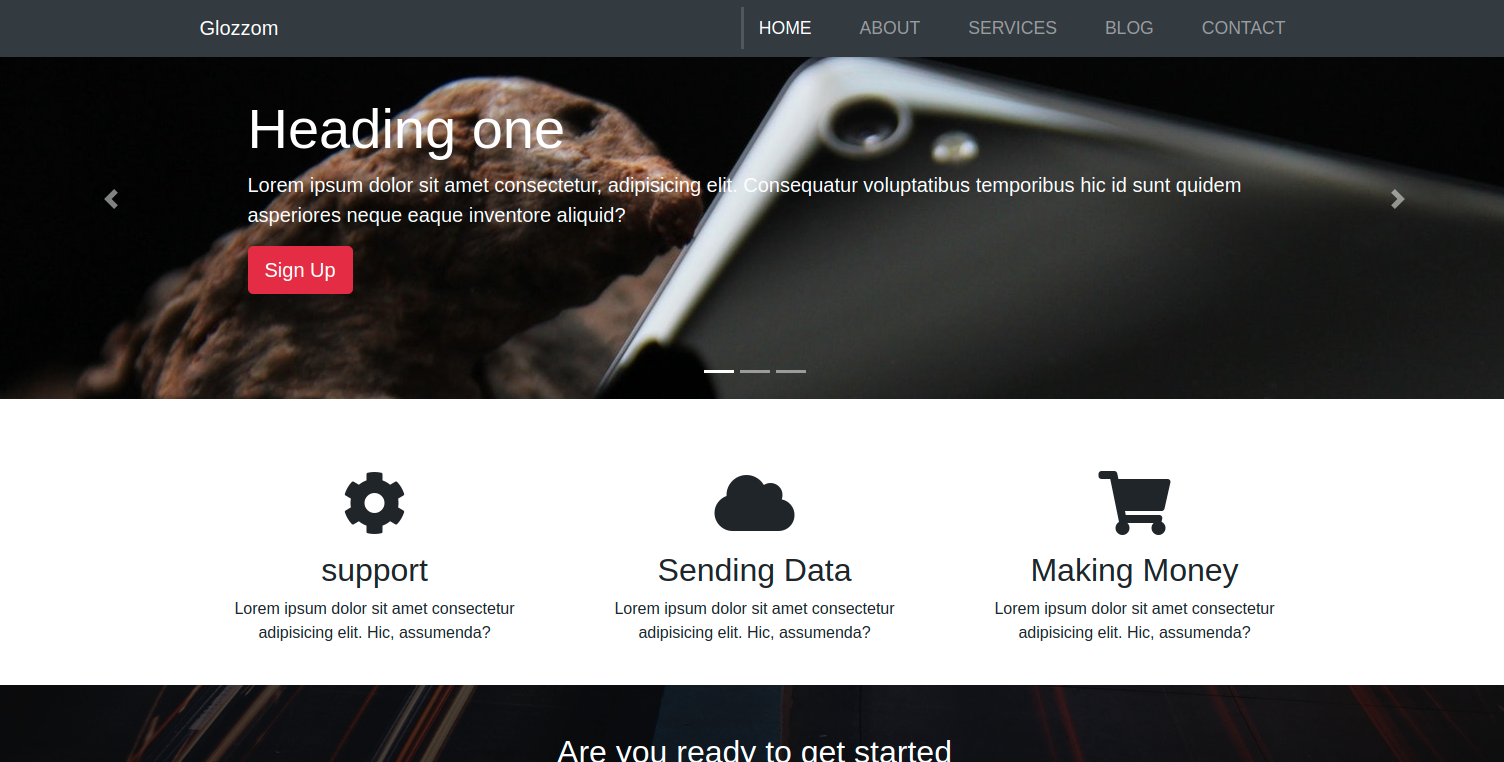 Glozzom
HOME ABOUT SERVICES BLOG CONTACT
Heading one
Lorem ipsum dolor sit amet consectetur, adipisicing elit. Consequatur voluptatibus temporibus hic id sunt quidem
asperiores neque eaque inventore aliquid?
Sign Up
support
Lorem ipsum dolor sit amet consectetur
adipisicing elit. Hic, assumenda?
Sending Data
Lorem ipsum dolor sit amet consectetur
adipisicing elit. Hic, assumenda?
Making Money
Lorem ipsum dolor sit amet consectetur
adipisicing elit. Hic, assumenda?
Are you ready to get started